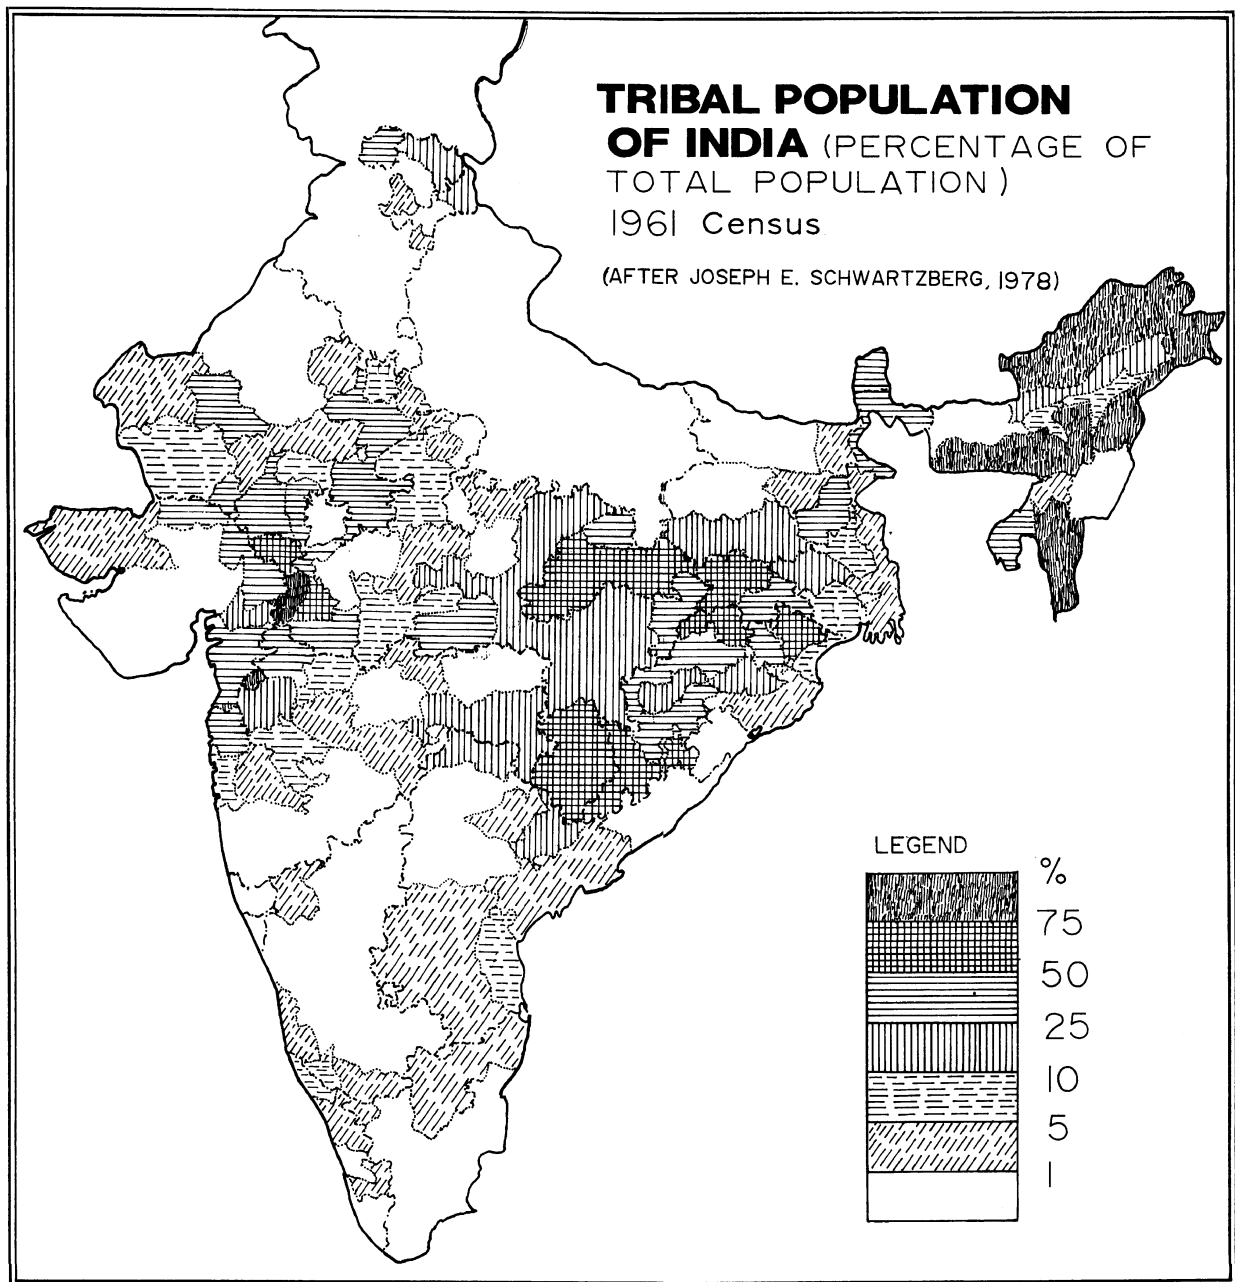 TRIBAL POPULATION
OF INDIA (PERCENTAGE OF
TOTAL POPULATION)
1961 Census
(AFTER JOSEPH E. SCHWARTZBERG, 1978)
LEGEND
%
75
50
25
10
5
1